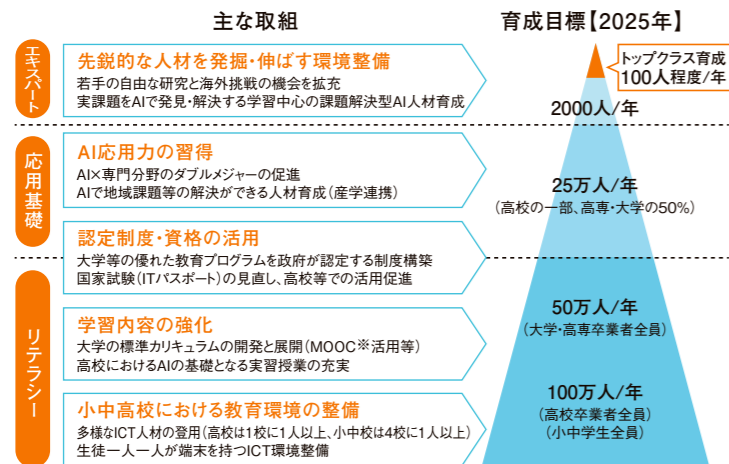 主な取組
育成目標【2025年】
エキスパート
先鋭的な人材を発掘・伸ばす環境整備
若手の自由な研究と海外挑戦の機会を拡充
実課題をAIで発見・解決する学習中心の課題解決型AI人材育成
トップクラス育成
100人程度/年
2000人/年
応用基礎
AI応用力の習得
AI×専門分野のダブルメジャーの促進
AIで地域課題等の解決ができる人材育成(産学連携)
25万人/年
(高校の一部、高専・大学の50%)
認定制度・資格の活用
大学等の優れた教育プログラムを政府が認定する制度構築
国家試験(ITパスポート)の見直し、高校等での活用促進
リテラシー
学習内容の強化
大学の標準カリキュラムの開発と展開(MOOC※活用等)
高校におけるAIの基礎となる実習授業の充実
50万人/年
(大学・高専卒業者全員)
小中高校における教育環境の整備
多様なICT人材の登用(高校は1校に1人以上、小中校は4校に1人以上)
生徒一人一人が端末を持つICT環境整備
100万人/年
(高校卒業者全員)
(小中学生全員)